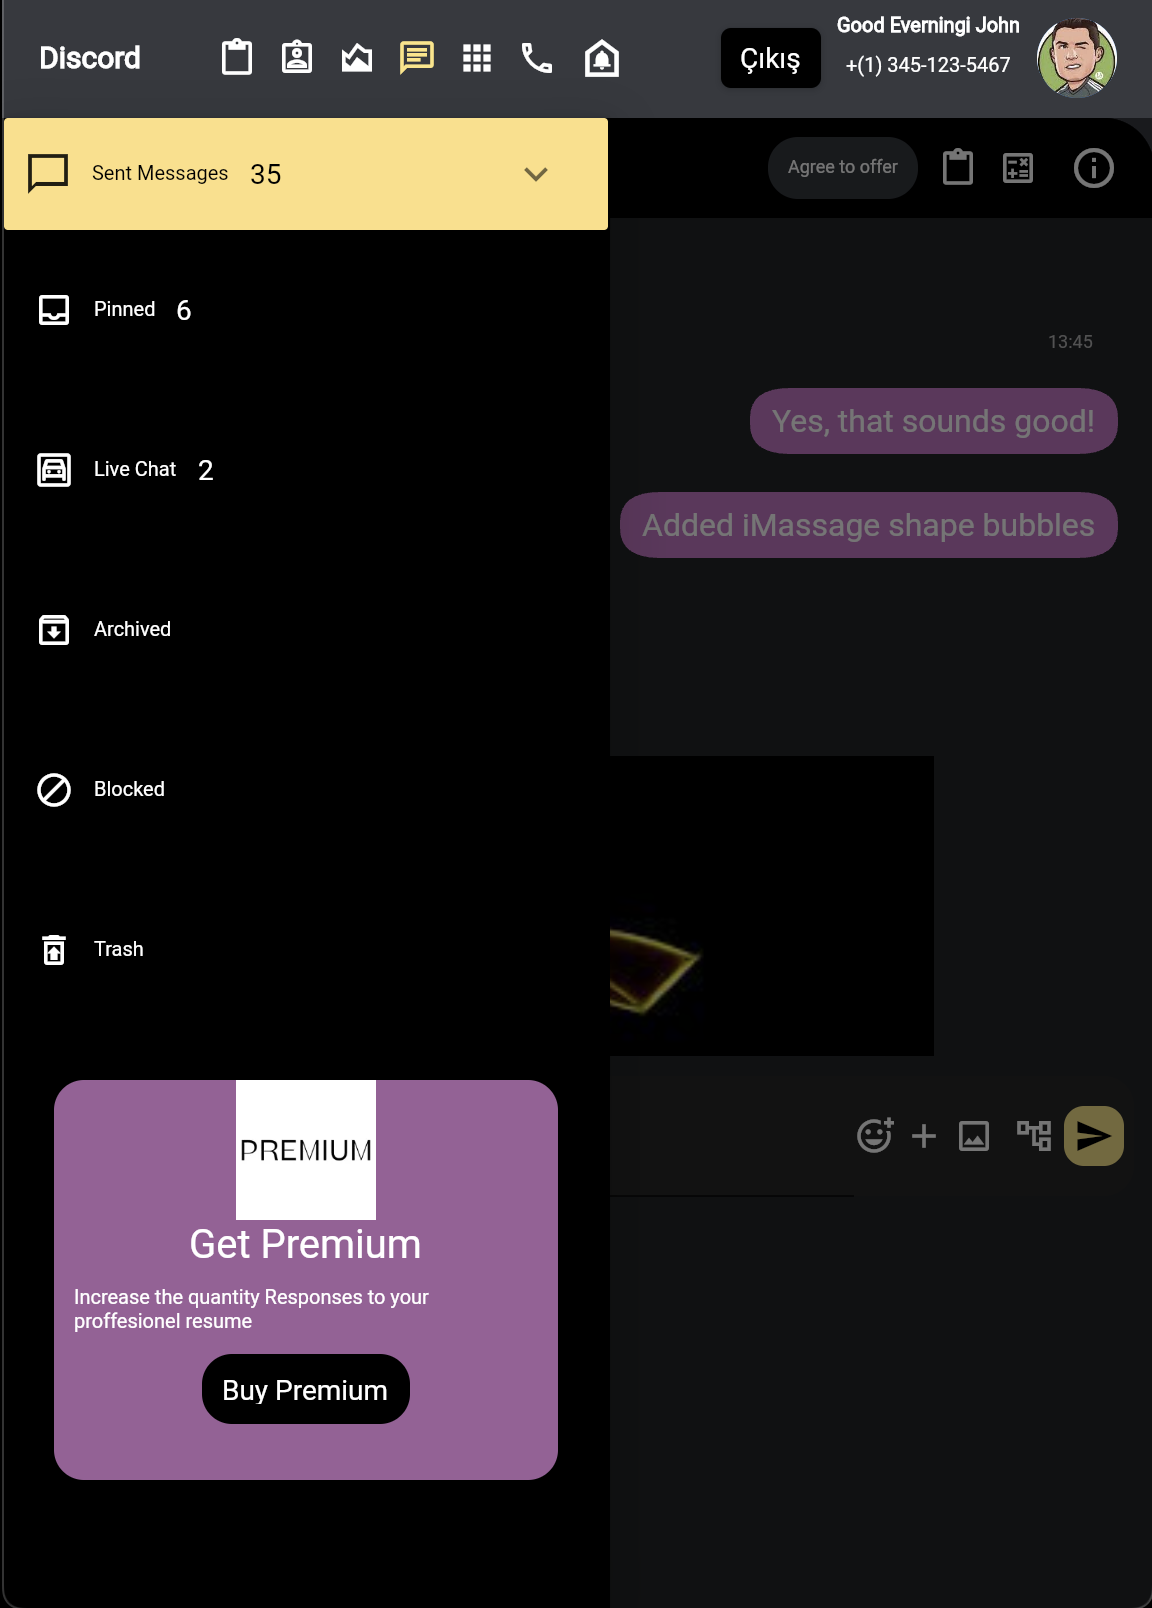 Discord
Çıkış
Good Everningi John
+(1) 345-123-5467
Sent Messages 35
Agree to offer
Pinned 6
13:45
Yes, that sounds good!
Live Chat 2
Added iMassage shape bubbles
Archived
Blocked
Trash
PREMIUM
Get Premium
Increase the quantity Responses to your
proffesionel resume
Buy Premium